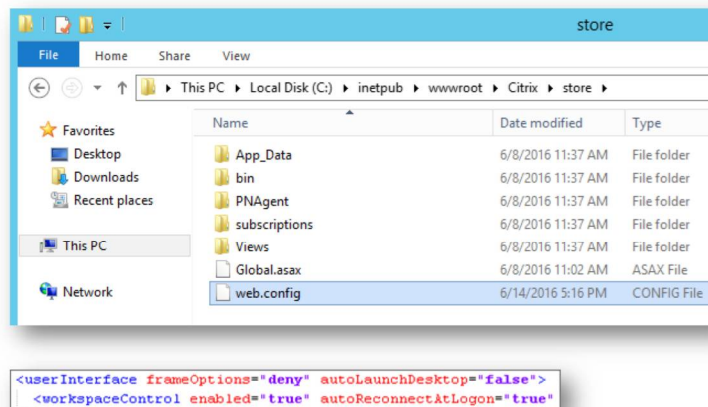 store
File Home Share View
This PC Local Disk (C:) inetpub wwwroot Citrix store
Favorites
Desktop
Downloads
Recent places
This PC
Network
Name Date modified Type
App_Data 6/8/2016 11:37 AM File folder
bin 6/8/2016 11:37 AM File folder
PNAgent 6/8/2016 11:37 AM File folder
subscriptions 6/8/2016 11:37 AM File folder
Views 6/8/2016 11:37 AM File folder
Global.asax 6/8/2016 11:02 AM ASAX File
web.config 6/14/2016 5:16 PM CONFIG File
<userInterface frameOptions="deny" autoLaunchDesktop="false">
<workspaceControl enabled="true" autoReconnectAtLogon="true"